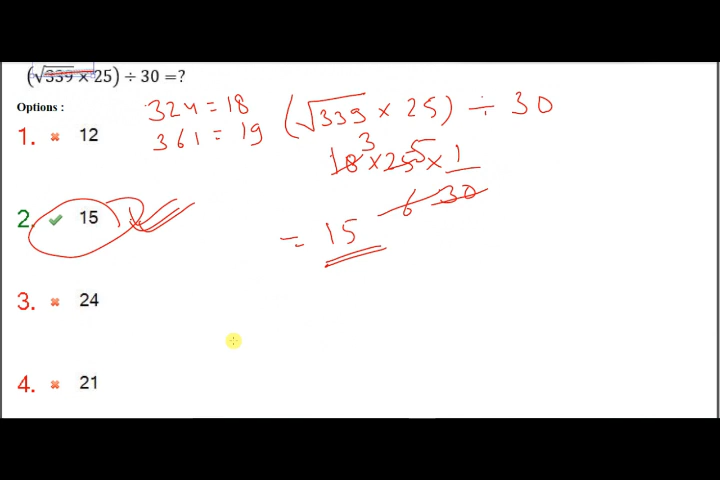 (√339 × 25) ÷ 30 =?
Options :
324 = 18
361 = 19
(√339 × 25) ÷ 30
1. 12
18 3 × 25 5 × 1
6 30
2. 15
= 15
3. 24
4. 21